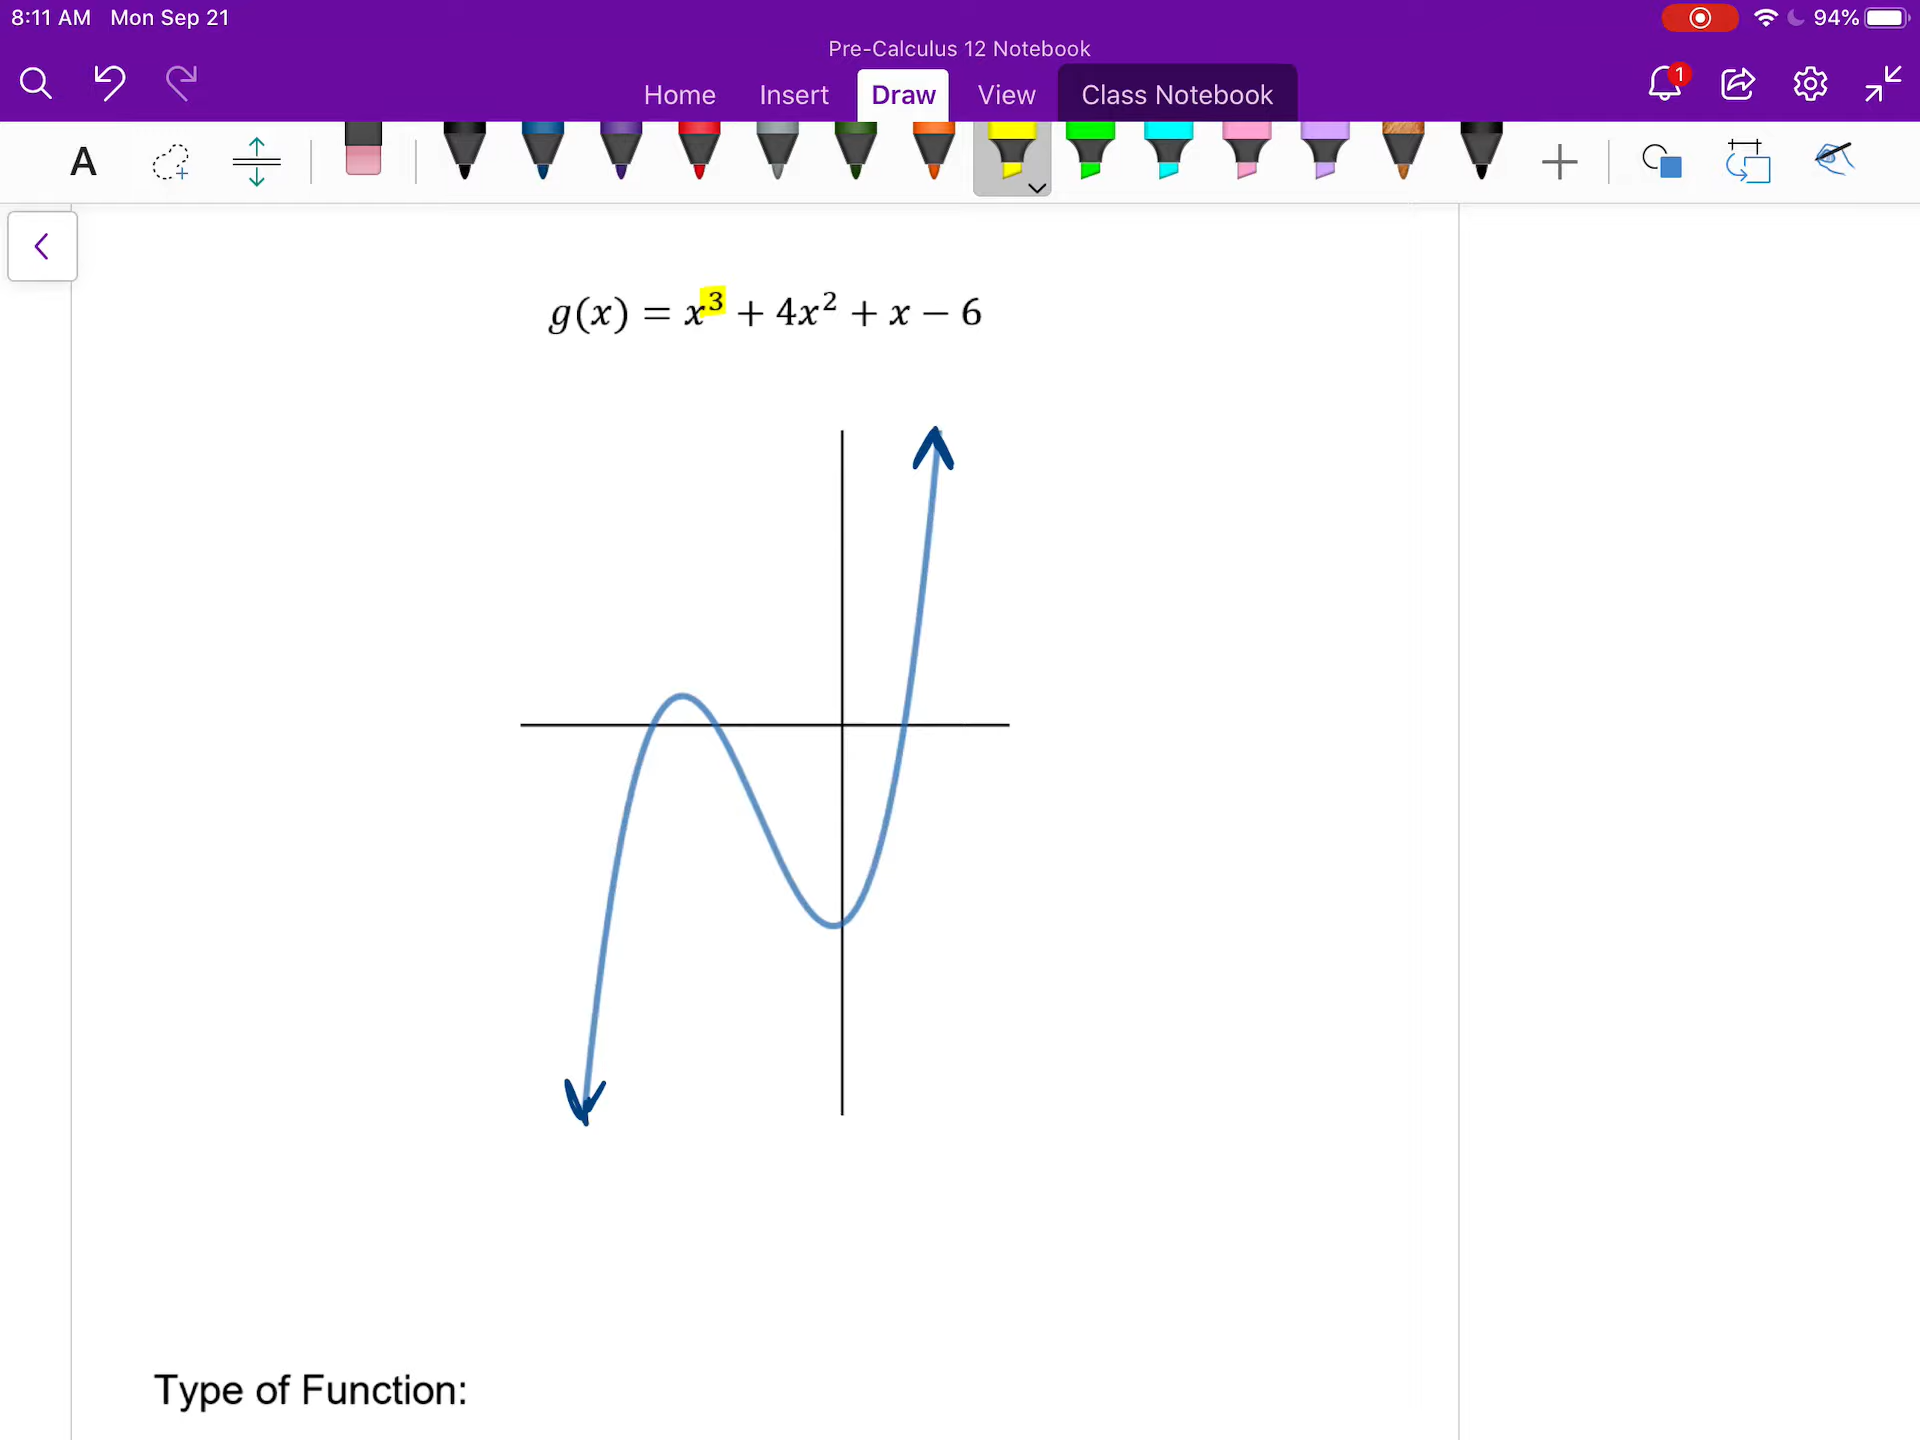 8:11 AM Mon Sep 21 94%
Pre-Calculus 12 Notebook
Home Insert Draw View Class Notebook 1
A
g(x) = x³ + 4x² + x − 6
Type of Function: